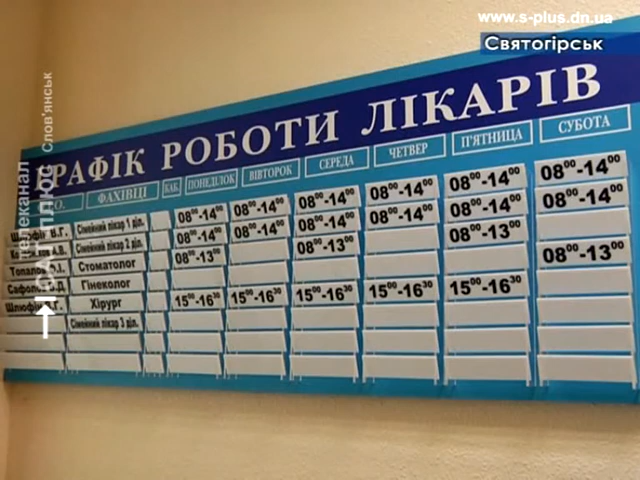 www.s-plus.dn.ua
Святогірськ
телеканал
САТ ПЛЮС Слов'янськ
ГРАФІК РОБОТИ ЛІКАРІВ
ФАХІВЦІ КАБ. ПОНЕДІЛОК ВІВТОРОК СЕРЕДА ЧЕТВЕР П'ЯТНИЦЯ СУБОТА
В.Г. Сімейний лікар 1 діл. 08⁰⁰-14⁰⁰ 08⁰⁰-14⁰⁰ 08⁰⁰-14⁰⁰ 08⁰⁰-14⁰⁰ 08⁰⁰-14⁰⁰ 08⁰⁰-14⁰⁰
А.В. Сімейний лікар 2 діл. 08⁰⁰-14⁰⁰ 08⁰⁰-14⁰⁰ 08⁰⁰-14⁰⁰ 08⁰⁰-14⁰⁰ 08⁰⁰-14⁰⁰ 08⁰⁰-14⁰⁰
Стоматолог 08⁰⁰-13⁰⁰ 08⁰⁰-13⁰⁰ 08⁰⁰-13⁰⁰
Гінеколог 08⁰⁰-13⁰⁰
Хірург 15⁰⁰-16³⁰ 15⁰⁰-16³⁰ 15⁰⁰-16³⁰ 15⁰⁰-16³⁰ 15⁰⁰-16³⁰
Сімейний лікар 3 діл.